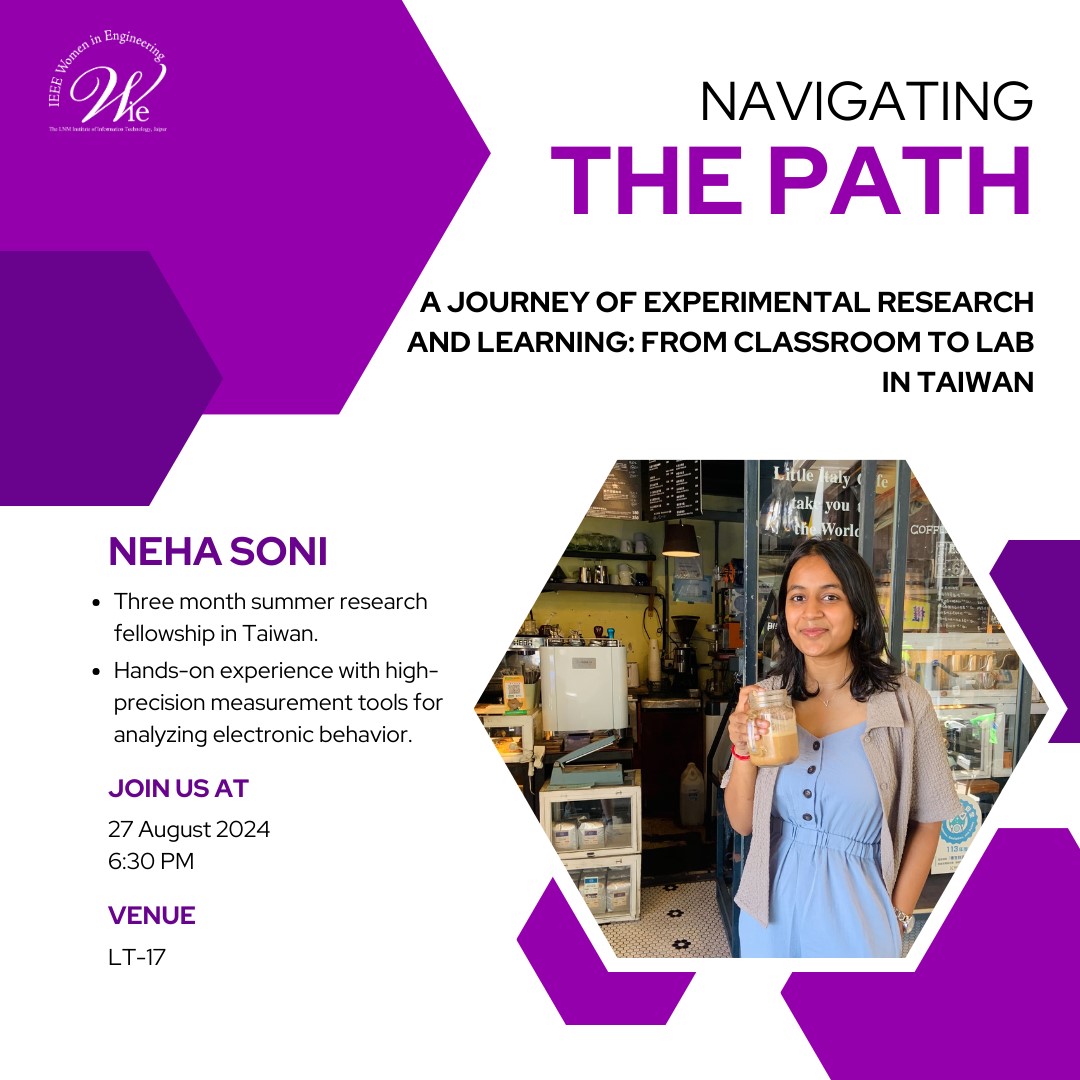 IEEE Women in Engineering
Wie
The LNM Institute of Information Technology, Jaipur
NAVIGATING
THE PATH
A JOURNEY OF EXPERIMENTAL RESEARCH
AND LEARNING: FROM CLASSROOM TO LAB
IN TAIWAN
NEHA SONI
• Three month summer research
fellowship in Taiwan.
• Hands-on experience with high-
precision measurement tools for
analyzing electronic behavior.
JOIN US AT
27 August 2024
6:30 PM
VENUE
LT-17
Little Italy
take you
the World